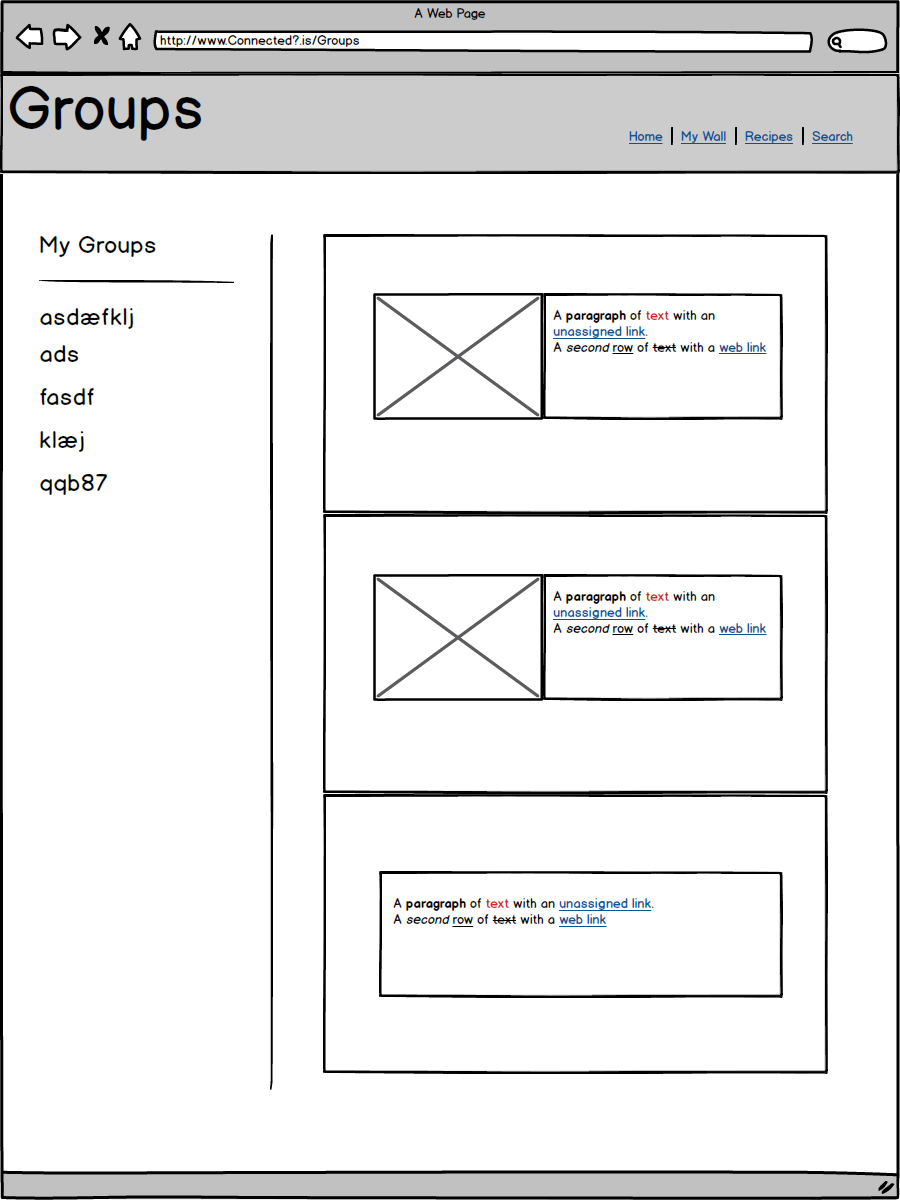 A Web Page
http://www.Connected?.is/Groups
Groups
Home | My Wall | Recipes | Search
My Groups
asdæfklj
ads
fasdf
klæj
qqb87
A paragraph of text with an
unassigned link.
A second row of text with a web link
A paragraph of text with an
unassigned link.
A second row of text with a web link
A paragraph of text with an unassigned link.
A second row of text with a web link